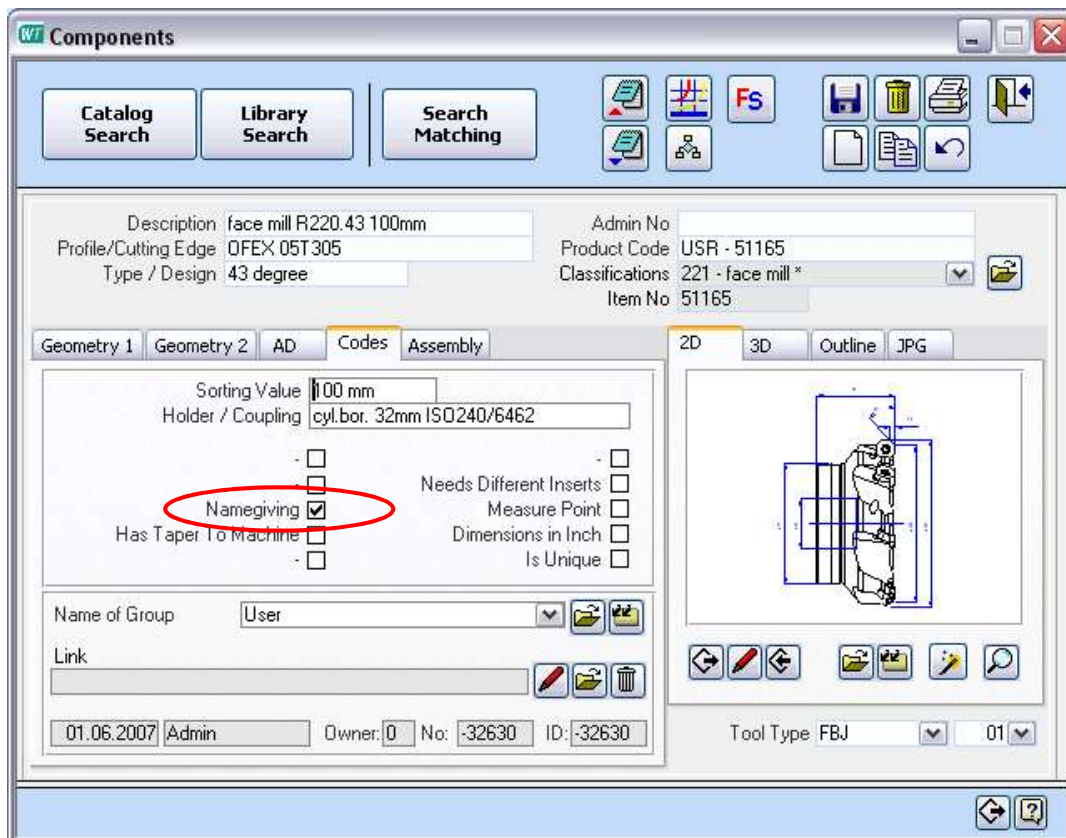 WT Components
Catalog Search
Library Search
Search Matching
FS
Description face mill R220.43 100mm
Admin No
Profile/Cutting Edge OFEX 05T305
Product Code USR - 51165
Type / Design 43 degree
Classifications 221 - face mill *
Item No 51165
Geometry 1 Geometry 2 AD Codes Assembly
2D 3D Outline JPG
Sorting Value 100 mm
Holder / Coupling cyl.bor. 32mm ISO240/6462
- -
- Needs Different Inserts
Namegiving Measure Point
Has Taper To Machine Dimensions in Inch
- Is Unique
Name of Group User
Link
01.06.2007 Admin Owner: 0 No: -32630 ID: -32630
Tool Type FBJ 01